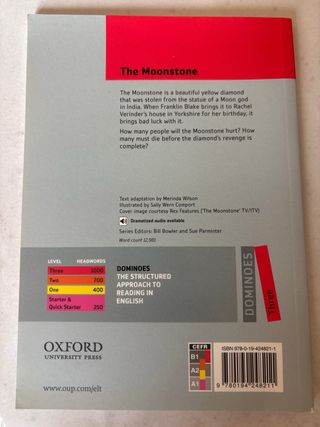 The Moonstone
The Moonstone is a beautiful yellow diamond
that was stolen from the statue of a Moon god
in India. When Franklin Blake brings it to Rachel
Verinder's house in Yorkshire for her birthday, it
brings bad luck with it.
How many people will the Moonstone hurt? How
many must die before the diamond's revenge is
complete?
Text adaptation by Merinda Wilson
Illustrated by Sally Wern Comport
Cover image courtesy Rex Features ('The Moonstone' TV/ITV)
Dramatized audio available
Series Editors: Bill Bowler and Sue Parminter
Word count 12,981
LEVEL HEADWORDS
Three 1000
Two 700
One 400
Starter &
Quick Starter 250
DOMINOES
THE STRUCTURED
APPROACH TO
READING IN
ENGLISH
DOMINOES
Three
OXFORD
UNIVERSITY PRESS
www.oup.com/elt
CEFR
B1
A2
A1
ISBN 978-0-19-424821-1
9 780194 248211